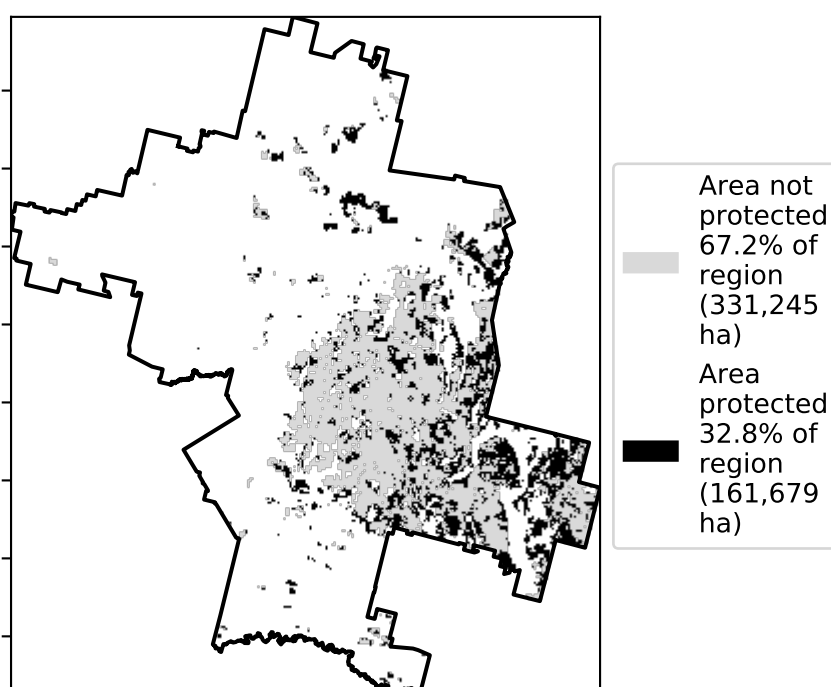 Area not
protected
67.2% of
region
(331,245
ha)
Area
protected
32.8% of
region
(161,679
ha)